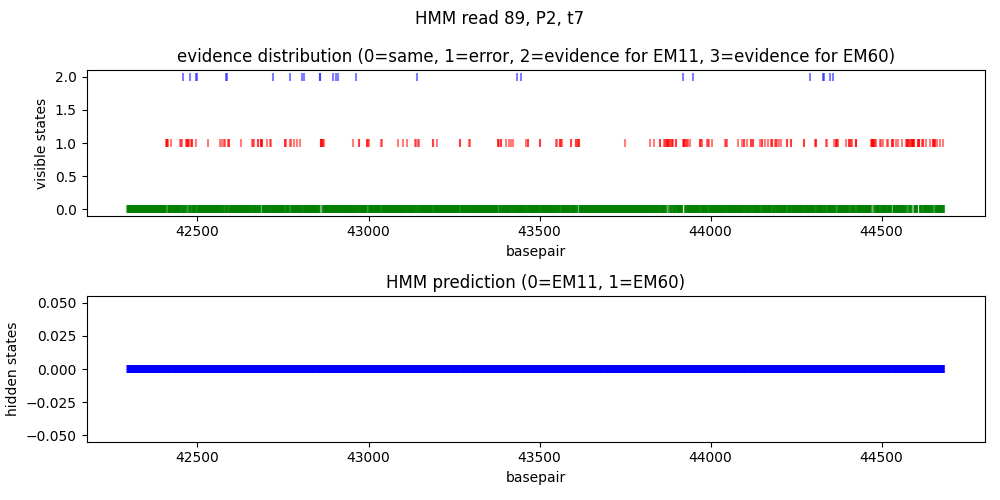 HMM read 89, P2, t7
evidence distribution (0=same, 1=error, 2=evidence for EM11, 3=evidence for EM60)
visible states
2.0
1.5
1.0
0.5
0.0
42500 43000 43500 44000 44500
basepair
HMM prediction (0=EM11, 1=EM60)
hidden states
0.050
0.025
0.000
−0.025
−0.050
42500 43000 43500 44000 44500
basepair